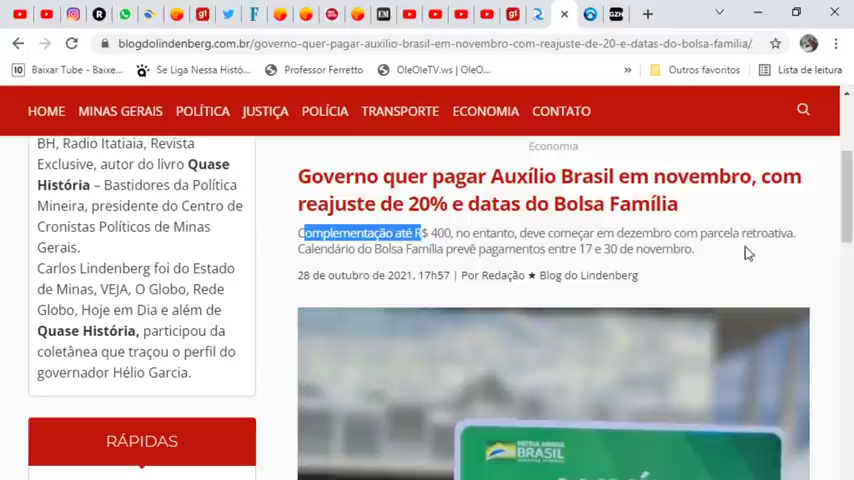 blogdolindenberg.com.br/governo-quer-pagar-auxilio-brasil-em-novembro-com-reajuste-de-20-e-datas-do-bolsa-familia/
Baixar Tube - Baixe...
Se Liga Nessa Histó...
Professor Ferretto
OleOleTV.ws | OleO...
»
Outros favoritos
Lista de leitura
HOME MINAS GERAIS POLÍTICA JUSTIÇA POLÍCIA TRANSPORTE ECONOMIA CONTATO
BH, Radio Itatiaia, Revista
Exclusive, autor do livro Quase
História – Bastidores da Política
Mineira, presidente do Centro de
Cronistas Políticos de Minas
Gerais.
Carlos Lindenberg foi do Estado
de Minas, VEJA, O Globo, Rede
Globo, Hoje em Dia e além de
Quase História, participou da
coletânea que traçou o perfil do
governador Hélio Garcia.
RÁPIDAS
Economia
Governo quer pagar Auxílio Brasil em novembro, com
reajuste de 20% e datas do Bolsa Família
Complementação até R$ 400, no entanto, deve começar em dezembro com parcela retroativa.
Calendário do Bolsa Família prevê pagamentos entre 17 e 30 de novembro.
28 de outubro de 2021, 17h57 | Por Redação ★ Blog do Lindenberg
PÁTRIA AMADA
BRASIL